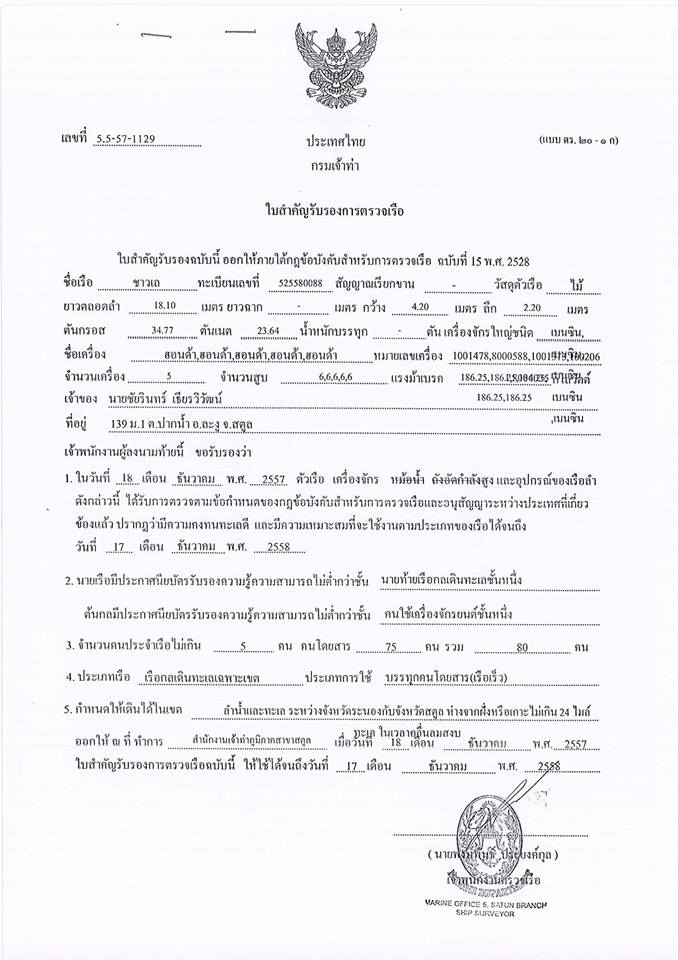 เลขที่ 5.5-57-1129
ประเทศไทย
(แบบ ตร. ๒๐ - ๑ ก)
กรมเจ้าท่า
ใบสำคัญรับรองการตรวจเรือ
ใบสำคัญรับรองฉบับนี้ ออกให้ภายใต้กฎข้อบังคับสำหรับการตรวจเรือ ฉบับที่ 15 พ.ศ. 2528
ชื่อเรือ ชาวเล ทะเบียนเลขที่ 525580088 สัญญาณเรียกขาน - วัสดุตัวเรือ ไม้
ยาวตลอดลำ 18.10 เมตร ยาวฉาก - เมตร กว้าง 4.20 เมตร ลึก 2.20 เมตร
ตันกรอส 34.77 ตันเนต 23.64 น้ำหนักบรรทุก - ตัน เครื่องจักรใหญ่ชนิด เบนซิน,
ชื่อเครื่อง ฮอนด้า,ฮอนด้า,ฮอนด้า,ฮอนด้า,ฮอนด้า หมายเลขเครื่อง 1001478,8000588, เบนซิน,
จำนวนเครื่อง 5 จำนวนสูบ 6,6,6,6,6 แรงม้าเบรก 186.25, เบนซิน
เจ้าของ นายชัยรินทร์ เธียรวิวัฒน์ 186.25,186.25 เบนซิน
ที่อยู่ 139 ม.1 ต.ปากน้ำ อ.ละงู จ.สตูล ,เบนซิน
เจ้าพนักงานผู้ลงนามท้ายนี้ ขอรับรองว่า
1. ในวันที่ 18 เดือน ธันวาคม พ.ศ. 2557 ตัวเรือ เครื่องจักร หม้อน้ำ ถังอัดกำลังสูง และอุปกรณ์ของเรือลำ
ดังกล่าวนี้ ได้รับการตรวจตามข้อกำหนดของกฎข้อบังคับสำหรับการตรวจเรือและอนุสัญญาระหว่างประเทศที่เกี่ยว
ข้องแล้ว ปรากฏว่ามีความคงทนทะเลดี และมีความเหมาะสมที่จะใช้งานตามประเภทของเรือได้จนถึง
วันที่ 17 เดือน ธันวาคม พ.ศ. 2558
2. นายเรือมีประกาศนียบัตรรับรองความรู้ความสามารถไม่ต่ำกว่าชั้น นายท้ายเรือกลเดินทะเลชั้นหนึ่ง
ต้นกลมีประกาศนียบัตรรับรองความรู้ความสามารถไม่ต่ำกว่าชั้น คนใช้เครื่องจักรยนต์ชั้นหนึ่ง
3. จำนวนคนประจำเรือไม่เกิน 5 คน คนโดยสาร 75 คน รวม 80 คน
4. ประเภทเรือ เรือกลเดินทะเลเฉพาะเขต ประเภทการใช้ บรรทุกคนโดยสาร(เรือเร็ว)
5. กำหนดให้เดินได้ในเขต ลำน้ำและทะเล ระหว่างจังหวัดระนองกับจังหวัดสตูล ห่างจากฝั่งหรือเกาะไม่เกิน 24 ไมล์
ทะเล ในเวลาคลื่นลมสงบ
ออกให้ ณ ที่ ทำการ สำนักงานเจ้าท่าภูมิภาคสาขาสตูล เมื่อวันที่ 18 เดือน ธันวาคม พ.ศ. 2557
ใบสำคัญรับรองการตรวจเรือฉบับนี้ ให้ใช้ได้จนถึงวันที่ 17 เดือน ธันวาคม พ.ศ. 2558
ประยงค์กุล )
เจ้าพนักงานตรวจเรือ
MARINE OFFICE 5, SATUN BRANCH
SHIP SURVEYOR